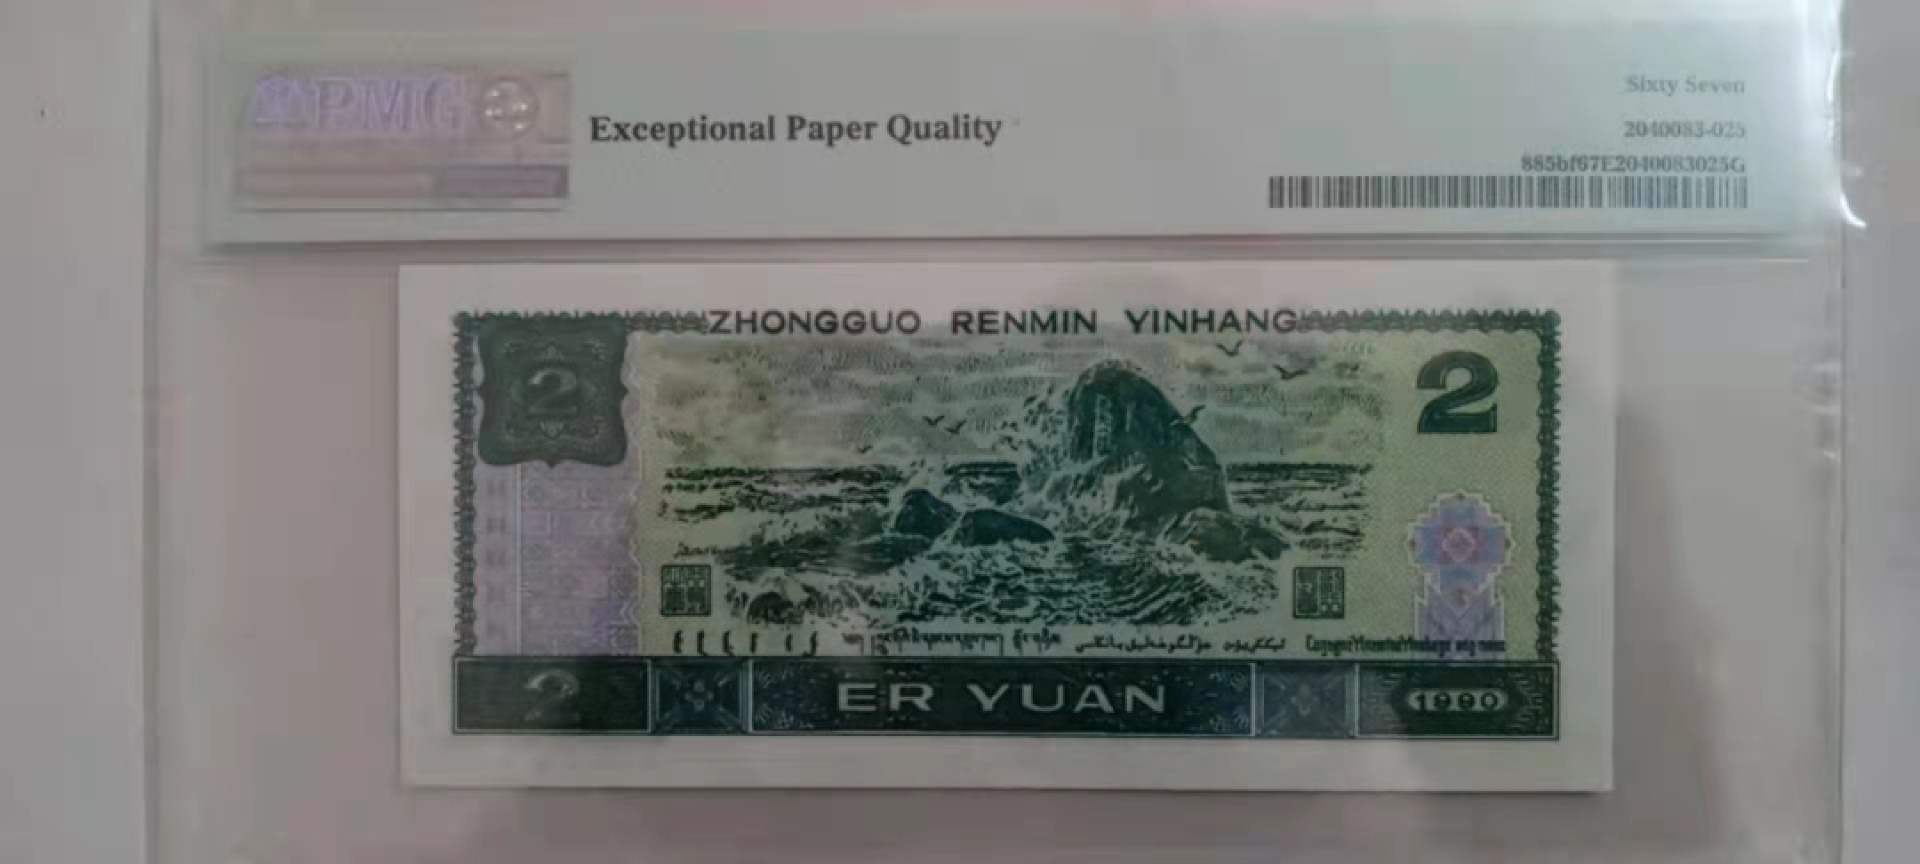 PMG
Exceptional Paper Quality
Sixty Seven
2040083-025
885bf67E2040083025G
ZHONGGUO RENMIN YINHANG
2
2
2
ER YUAN
1990